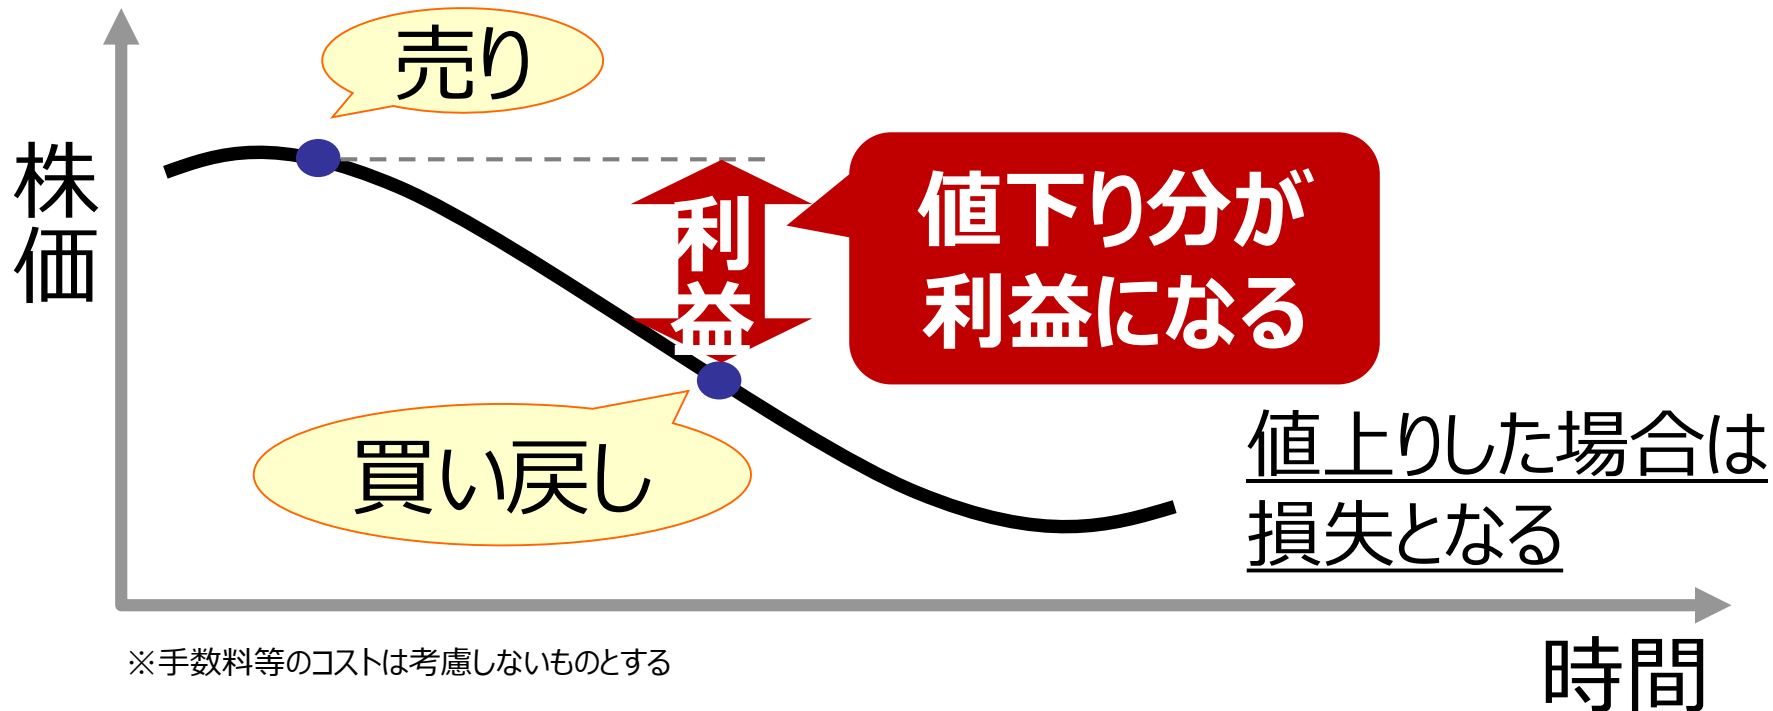 売り
株価
利益
値下り分が
利益になる
買い戻し
値上りした場合は
損失となる
※手数料等のコストは考慮しないものとする
時間